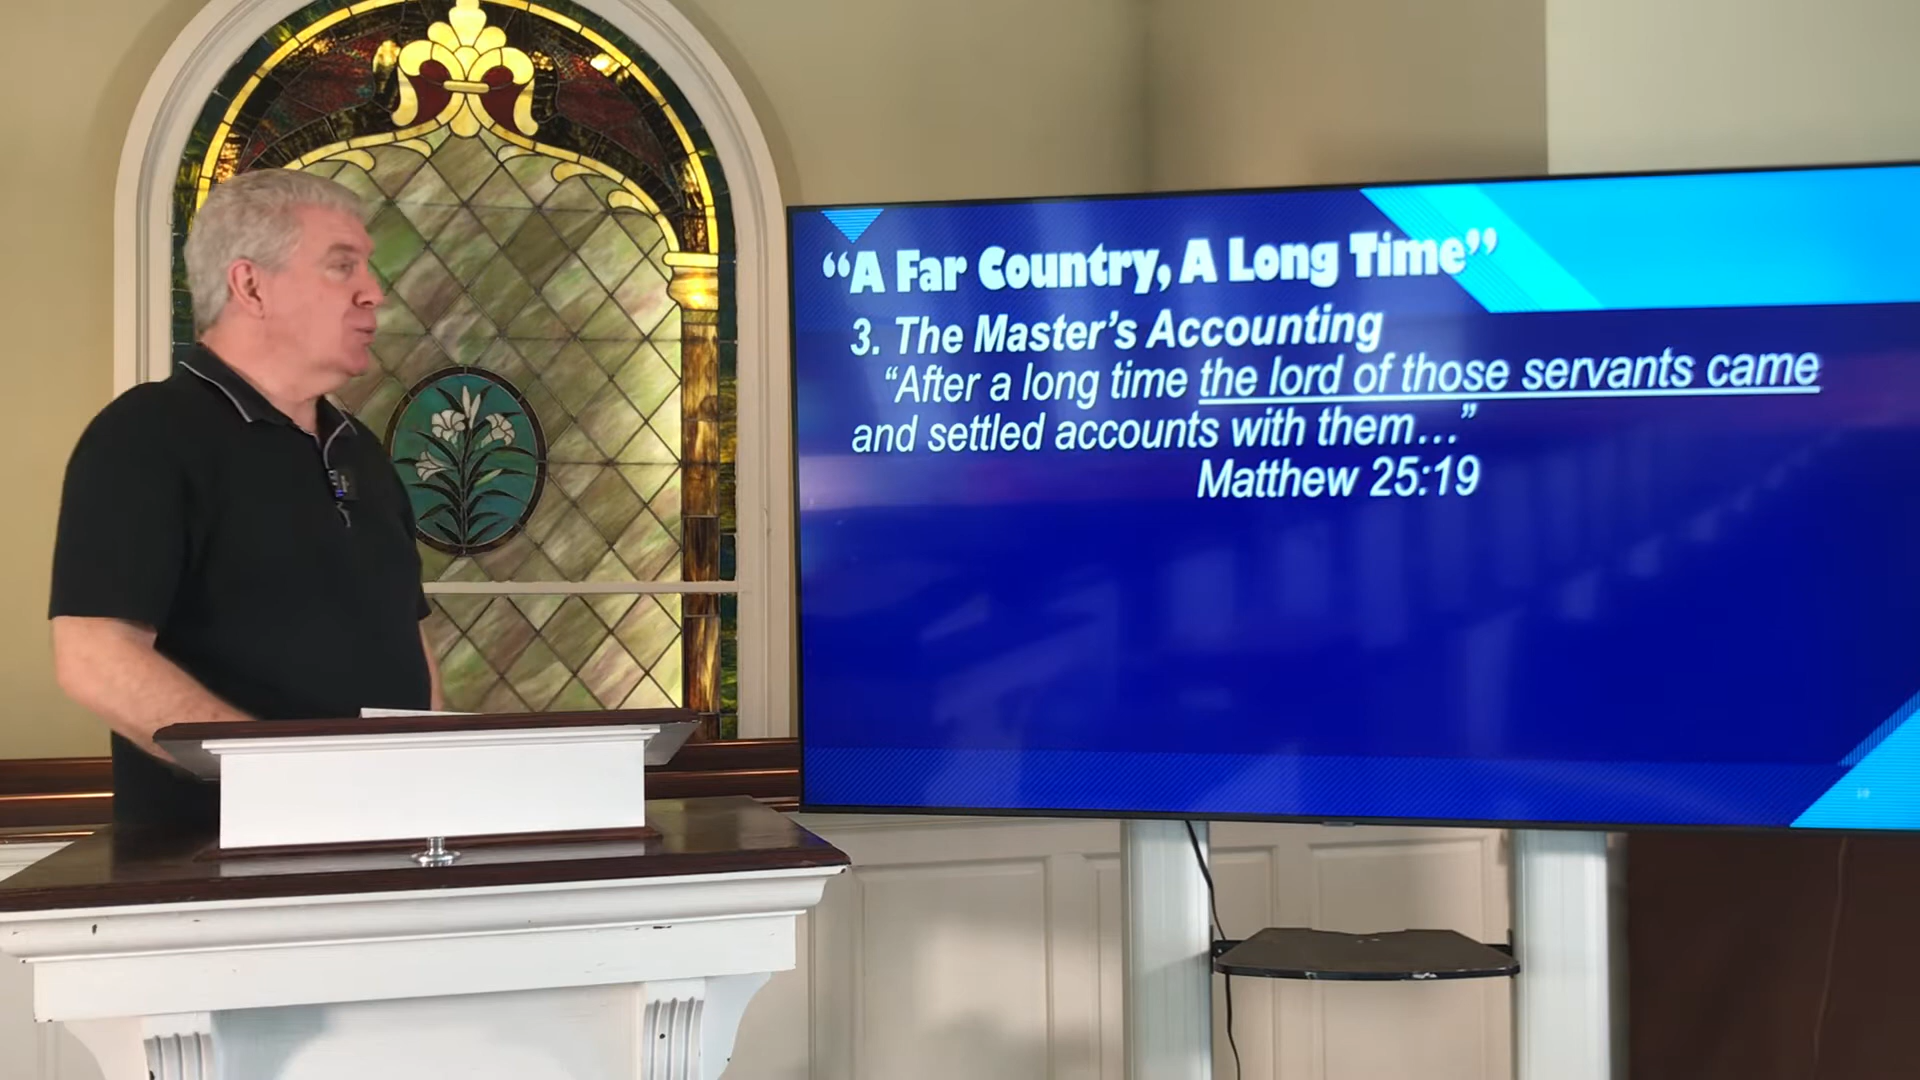 “A Far Country, A Long Time”
3. The Master’s Accounting
“After a long time the lord of those servants came
and settled accounts with them…”
Matthew 25:19